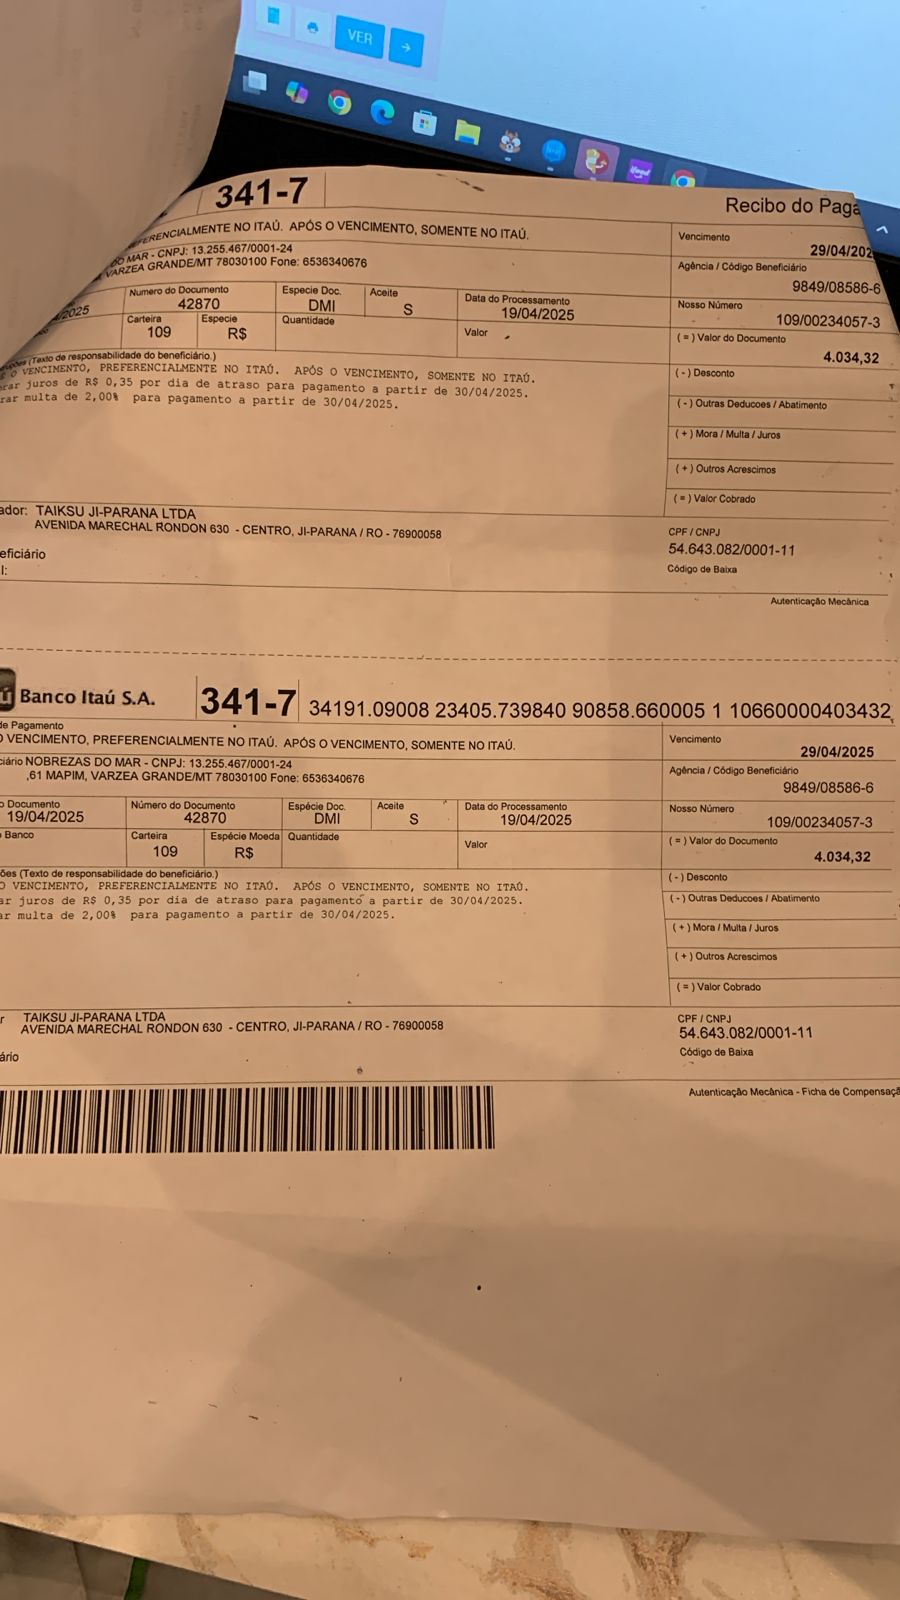 VER
341-7
Recibo do Paga
EFERENCIALMENTE NO ITAÚ. APÓS O VENCIMENTO, SOMENTE NO ITAÚ.
Vencimento
29/04/202
DO MAR - CNPJ: 13.255.467/0001-24
VARZEA GRANDE/MT 78030100 Fone: 6536340676
Agência / Código Beneficiário
9849/08586-6
Numero do Documento
Especie Doc.
Aceite
Data do Processamento
Nosso Número
/2025
42870
DMI
S
19/04/2025
109/00234057-3
Carteira
Especie
Quantidade
Valor
( = ) Valor do Documento
109
R$
4.034,32
(Texto de responsabilidade do beneficiário.)
O VENCIMENTO, PREFERENCIALMENTE NO ITAÚ. APÓS O VENCIMENTO, SOMENTE NO ITAÚ.
rar juros de R$ 0,35 por dia de atraso para pagamento a partir de 30/04/2025.
rar multa de 2,00% para pagamento a partir de 30/04/2025.
( - ) Desconto
( - ) Outras Deducoes / Abatimento
( + ) Mora / Multa / Juros
( + ) Outros Acrescimos
( = ) Valor Cobrado
ador: TAIKSU JI-PARANA LTDA
AVENIDA MARECHAL RONDON 630 - CENTRO, JI-PARANA / RO - 76900058
CPF / CNPJ
54.643.082/0001-11
eficiário
l:
Código de Baixa
Autenticação Mecânica
Banco Itaú S.A.
341-7
34191.09008 23405.739840 90858.660005 1 10660000403432
de Pagamento
O VENCIMENTO, PREFERENCIALMENTE NO ITAÚ. APÓS O VENCIMENTO, SOMENTE NO ITAÚ.
Vencimento
29/04/2025
ciário NOBREZAS DO MAR - CNPJ: 13.255.467/0001-24
,61 MAPIM, VARZEA GRANDE/MT 78030100 Fone: 6536340676
Agência / Código Beneficiário
9849/08586-6
o Documento
Número do Documento
Espécie Doc.
Aceite
Data do Processamento
Nosso Número
19/04/2025
42870
DMI
S
19/04/2025
109/00234057-3
o Banco
Carteira
Espécie Moeda
Quantidade
Valor
( = ) Valor do Documento
109
R$
4.034,32
ões (Texto de responsabilidade do beneficiário.)
O VENCIMENTO, PREFERENCIALMENTE NO ITAÚ. APÓS O VENCIMENTO, SOMENTE NO ITAÚ.
ar juros de R$ 0,35 por dia de atraso para pagamento a partir de 30/04/2025.
ar multa de 2,00% para pagamento a partir de 30/04/2025.
( - ) Desconto
( - ) Outras Deducoes / Abatimento
( + ) Mora / Multa / Juros
( + ) Outros Acrescimos
( = ) Valor Cobrado
r TAIKSU JI-PARANA LTDA
AVENIDA MARECHAL RONDON 630 - CENTRO, JI-PARANA / RO - 76900058
CPF / CNPJ
54.643.082/0001-11
ário
Código de Baixa
Autenticação Mecânica - Ficha de Compensaçã